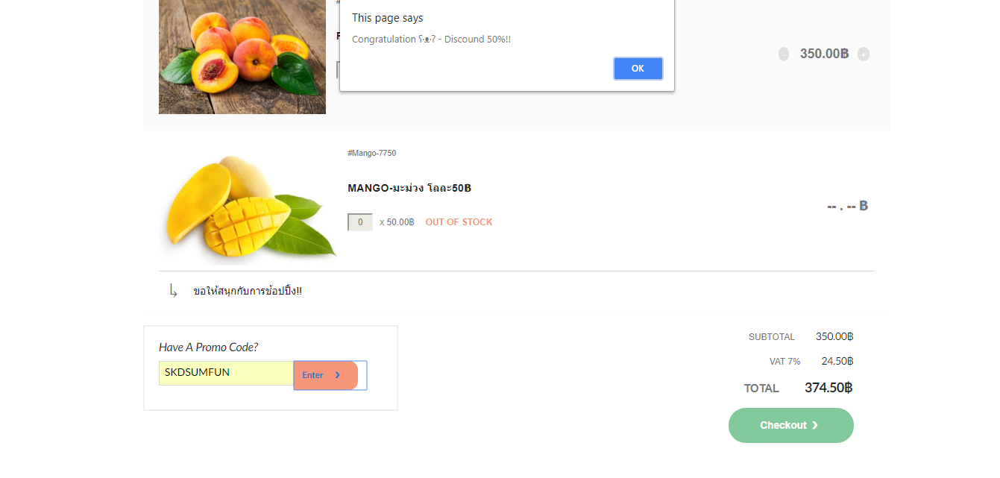 This page says
Congratulation ʕ·ᴥ·ʔ - Discound 50%!!
OK
- 350.00฿ +
#Mango-7750
MANGO-มะม่วง โลละ50฿
0 x 50.00฿ OUT OF STOCK
-- . -- ฿
ขอให้สนุกกับการช้อปปิ้ง!!
Have A Promo Code?
SKDSUMFUN
Enter
SUBTOTAL 350.00฿
VAT 7% 24.50฿
TOTAL 374.50฿
Checkout